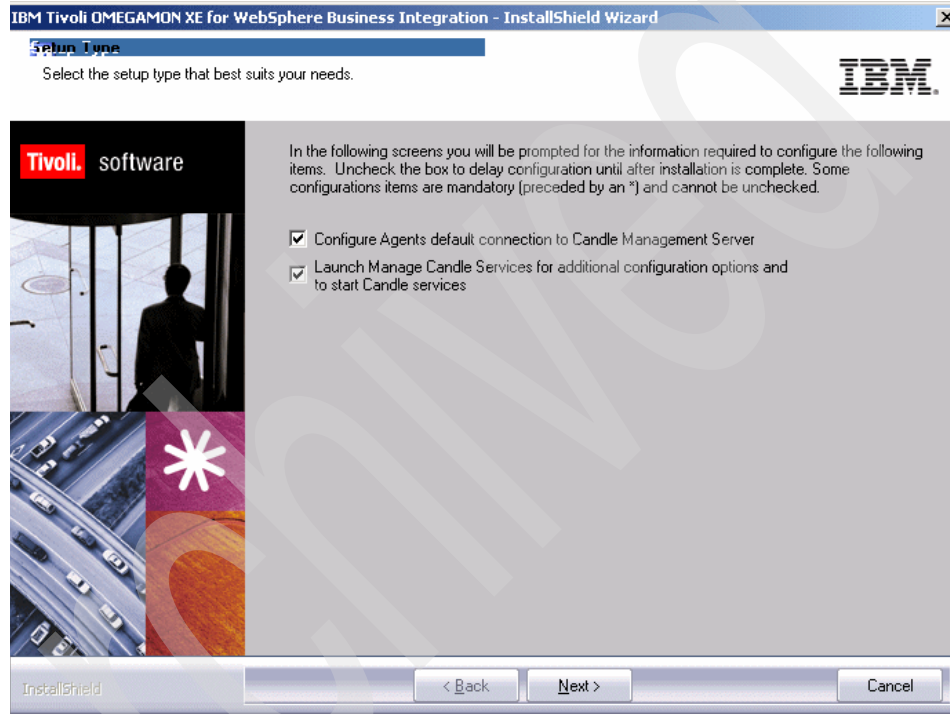 IBM Tivoli OMEGAMON XE for WebSphere Business Integration - InstallShield Wizard
Setup Type
Select the setup type that best suits your needs.
IBM.
Tivoli. software
In the following screens you will be prompted for the information required to configure the following
items. Uncheck the box to delay configuration until after installation is complete. Some
configurations items are mandatory (preceded by an *) and cannot be unchecked.
Configure Agents default connection to Candle Management Server
Launch Manage Candle Services for additional configuration options and
to start Candle services
InstallShield
< Back
Next >
Cancel